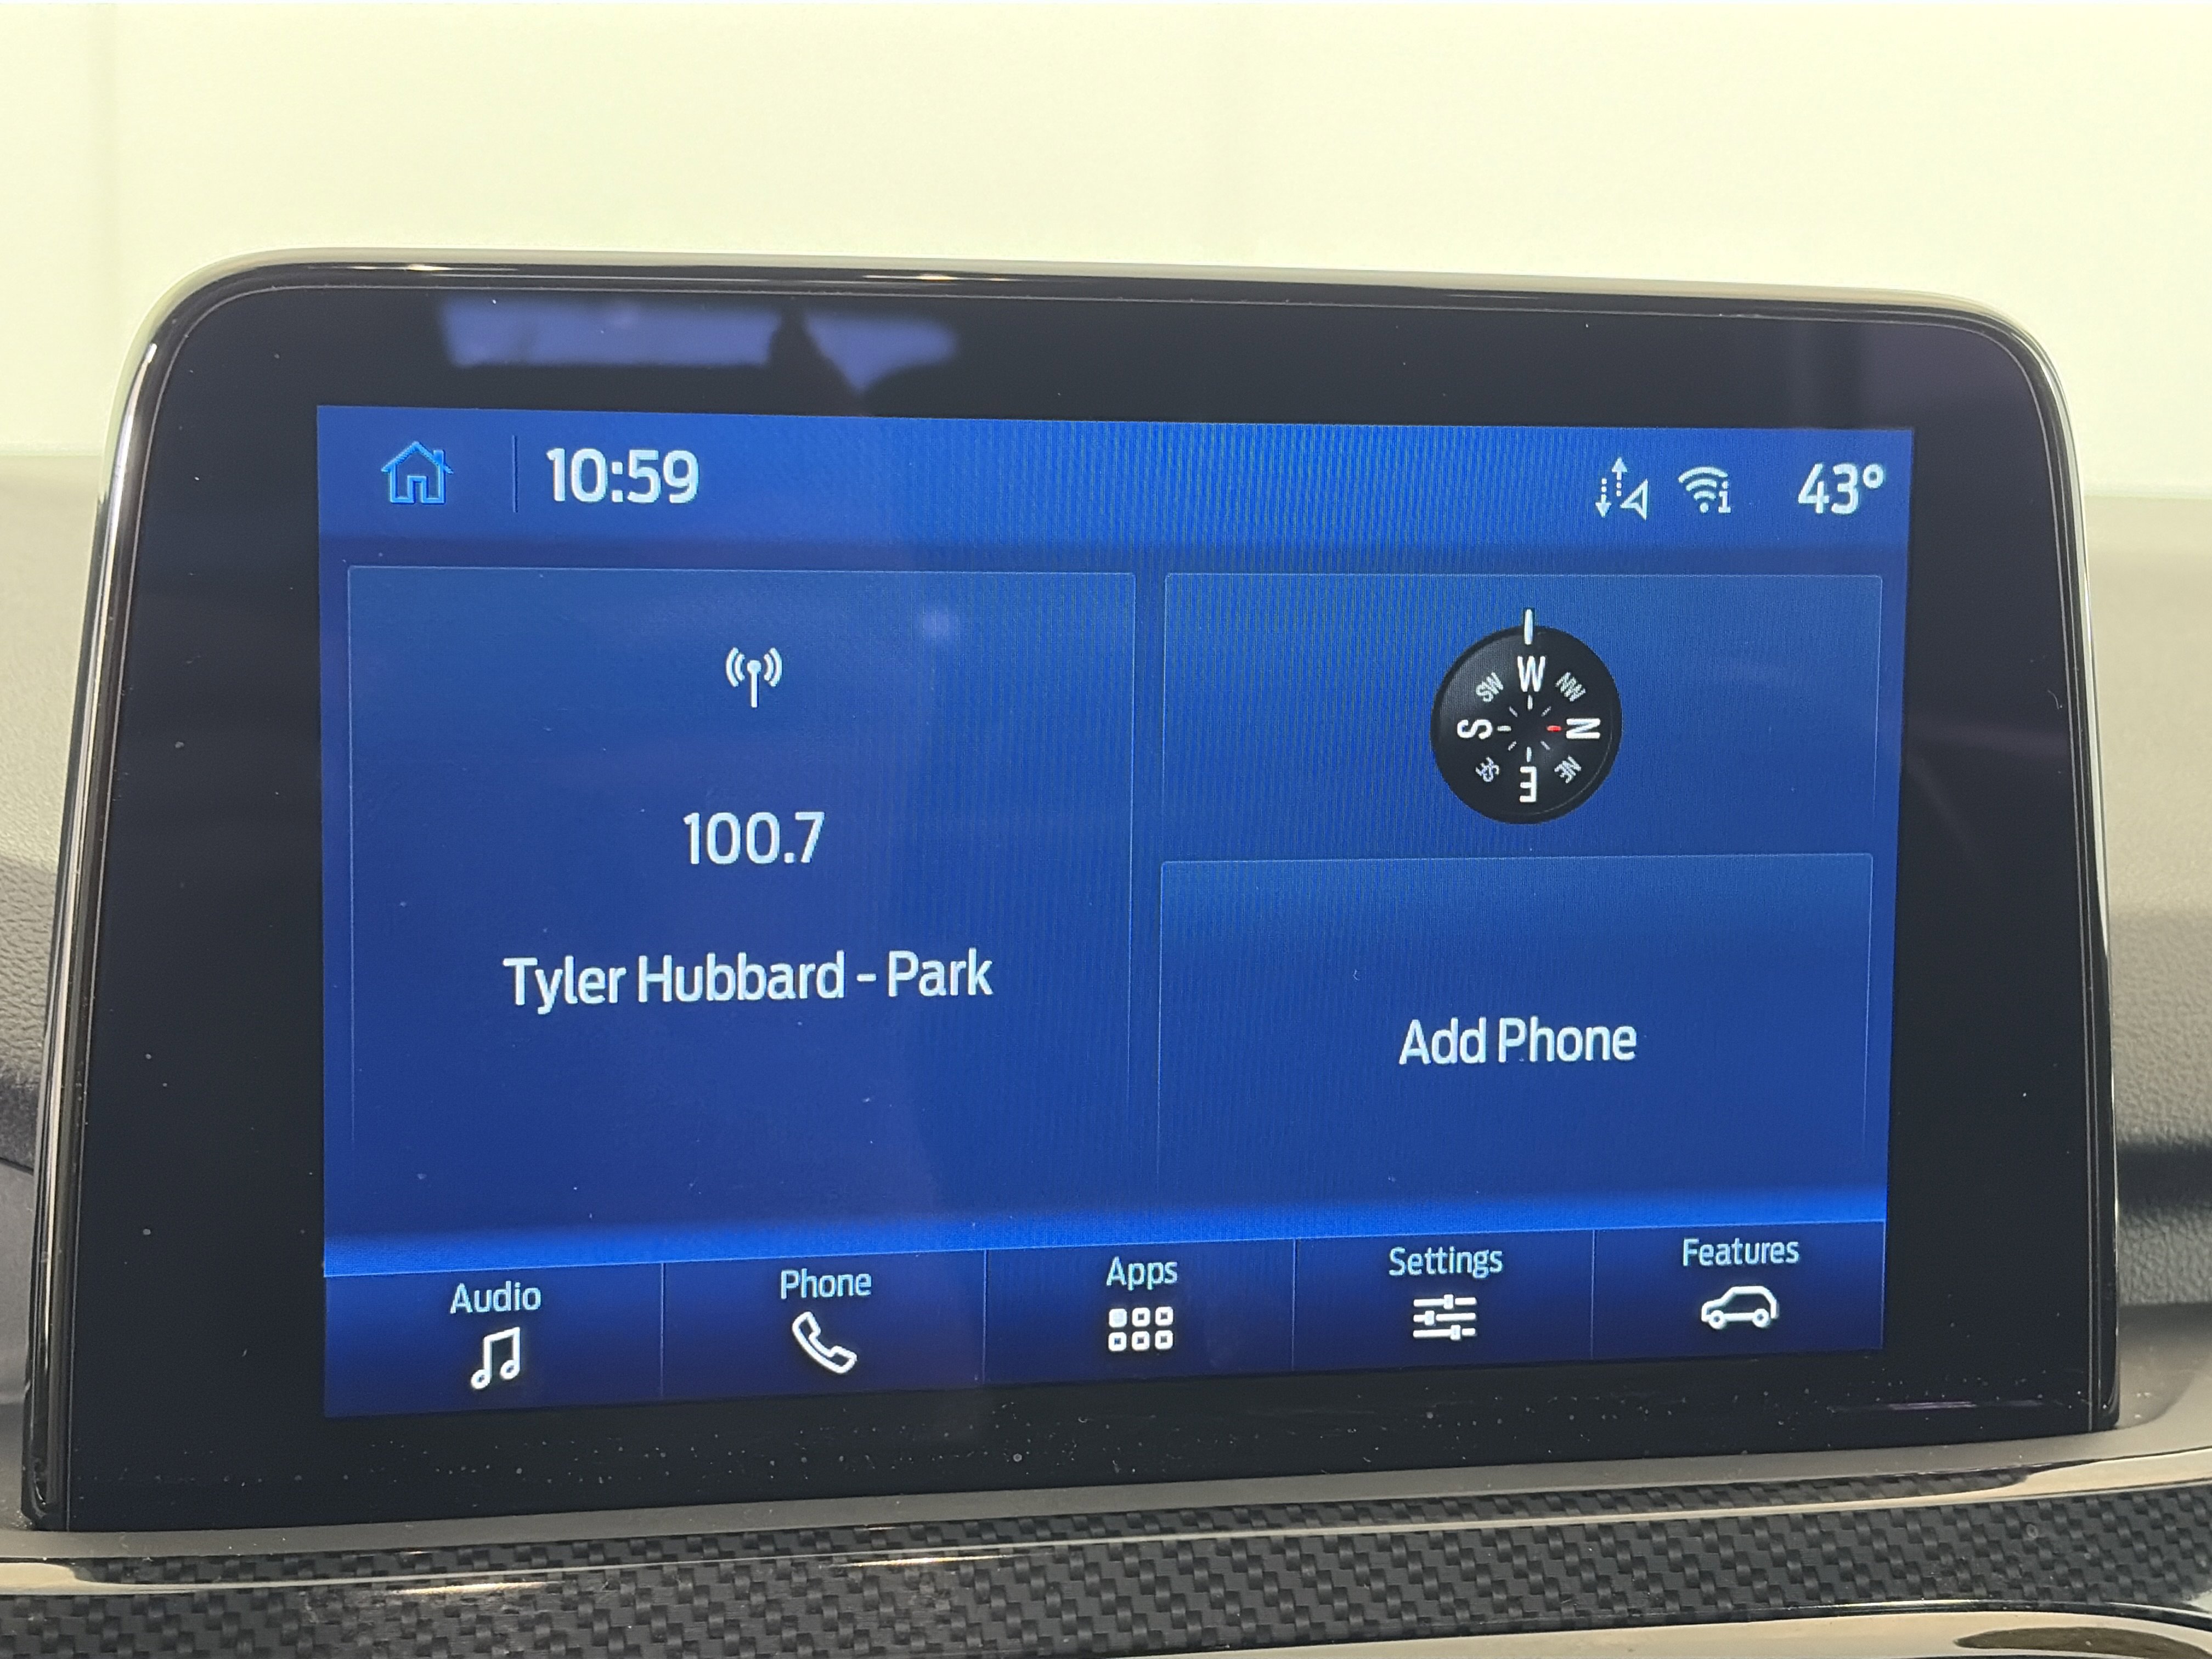 10:59
43°
100.7
Tyler Hubbard - Park
W
NW
N
NE
E
SE
S
SW
Add Phone
Audio
Phone
Apps
Settings
Features